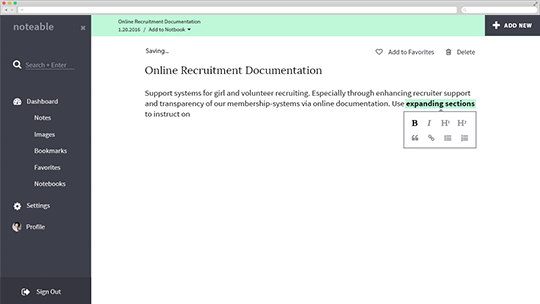 noteable
Search + Enter
Dashboard
Notes
Images
Bookmarks
Favorites
Notebooks
Settings
Profile
Sign Out
Online Recruitment Documentation
1.20.2016 / Add to Notbook
+ ADD NEW
Saving...
Add to Favorites
Delete
Online Recruitment Documentation
Support systems for girl and volunteer recruiting. Especially through enhancing recruiter support
and transparency of our membership-systems via online documentation. Use expanding sections
to instruct on
B I